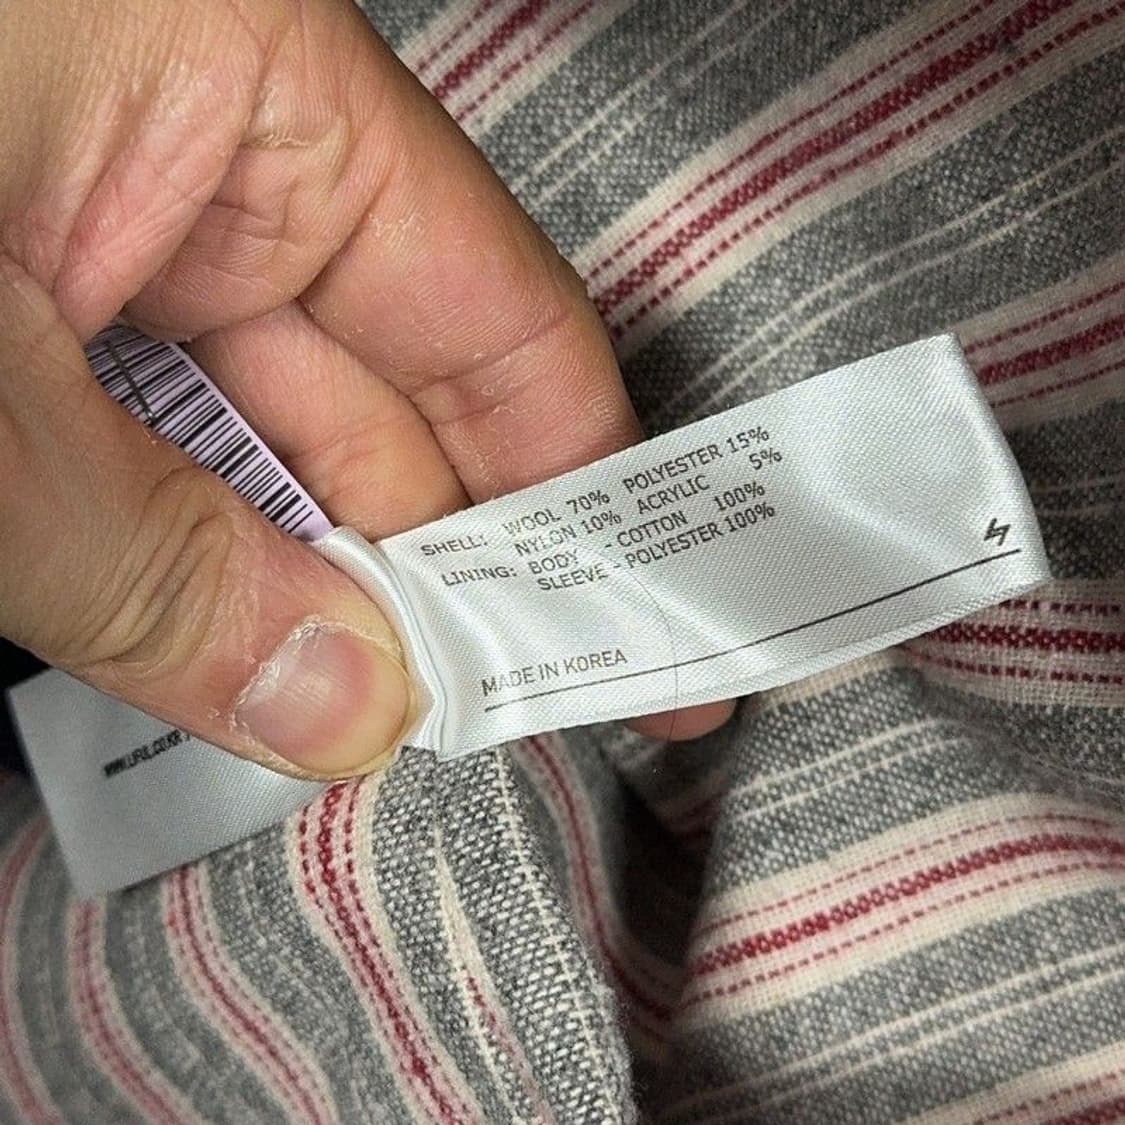 SHELL: WOOL 70% POLYESTER 15%
NYLON 10% ACRYLIC 5%
LINING: BODY - COTTON 100%
SLEEVE - POLYESTER 100%
MADE IN KOREA